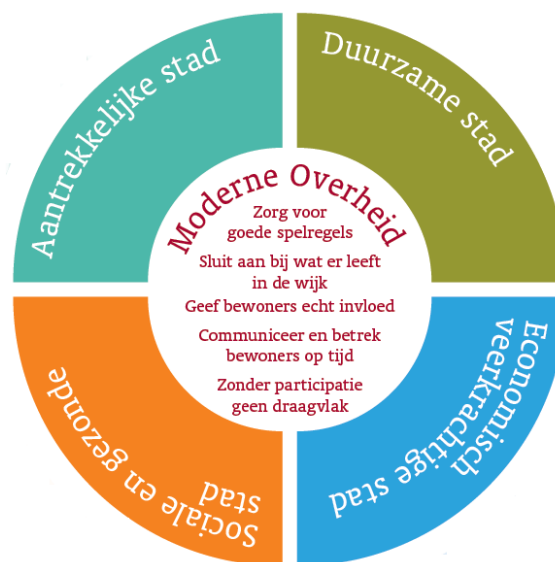 Aantrekkelijke stad
Duurzame stad
Moderne Overheid
Zorg voor
goede spelregels
Sluit aan bij wat er leeft
in de wijk
Geef bewoners echt invloed
Communiceer en betrek
bewoners op tijd
Zonder participatie
geen draagvlak
Economisch
veerkrachtige stad
Sociale en gezonde
stad